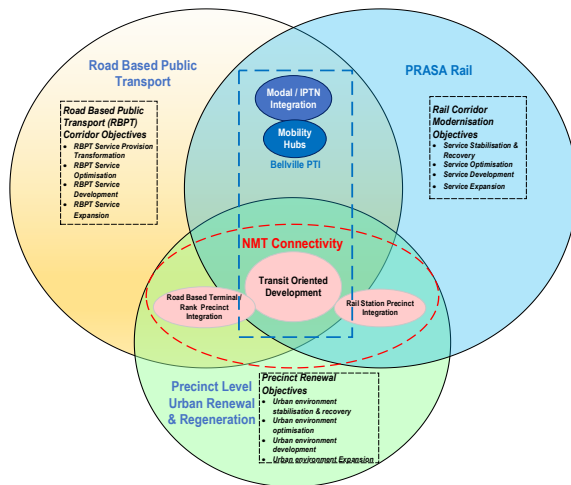 Road Based Public
Transport
PRASA Rail
Modal / IPTN
Integration
Mobility
Hubs
Bellville PTI
Road Based Public
Transport (RBPT)
Corridor Objectives
• RBPT Service Provision
Transformation
• RBPT Service
Optimisation
• RBPT Service
Development
• RBPT Service
Expansion
Rail Corridor
Modernisation
Objectives
• Service Stabilisation &
Recovery
• Service Optimisation
• Service Development
• Service Expansion
NMT Connectivity
Transit Oriented
Development
Road Based Terminal/
Rank Precinct
Integration
Rail Station Precinct
Integration
Precinct Level
Urban Renewal
& Regeneration
Precinct Renewal
Objectives
• Urban environment
stabilisation & recovery
• Urban environment
optimisation
• Urban environment
development
• Urban environment Expansion